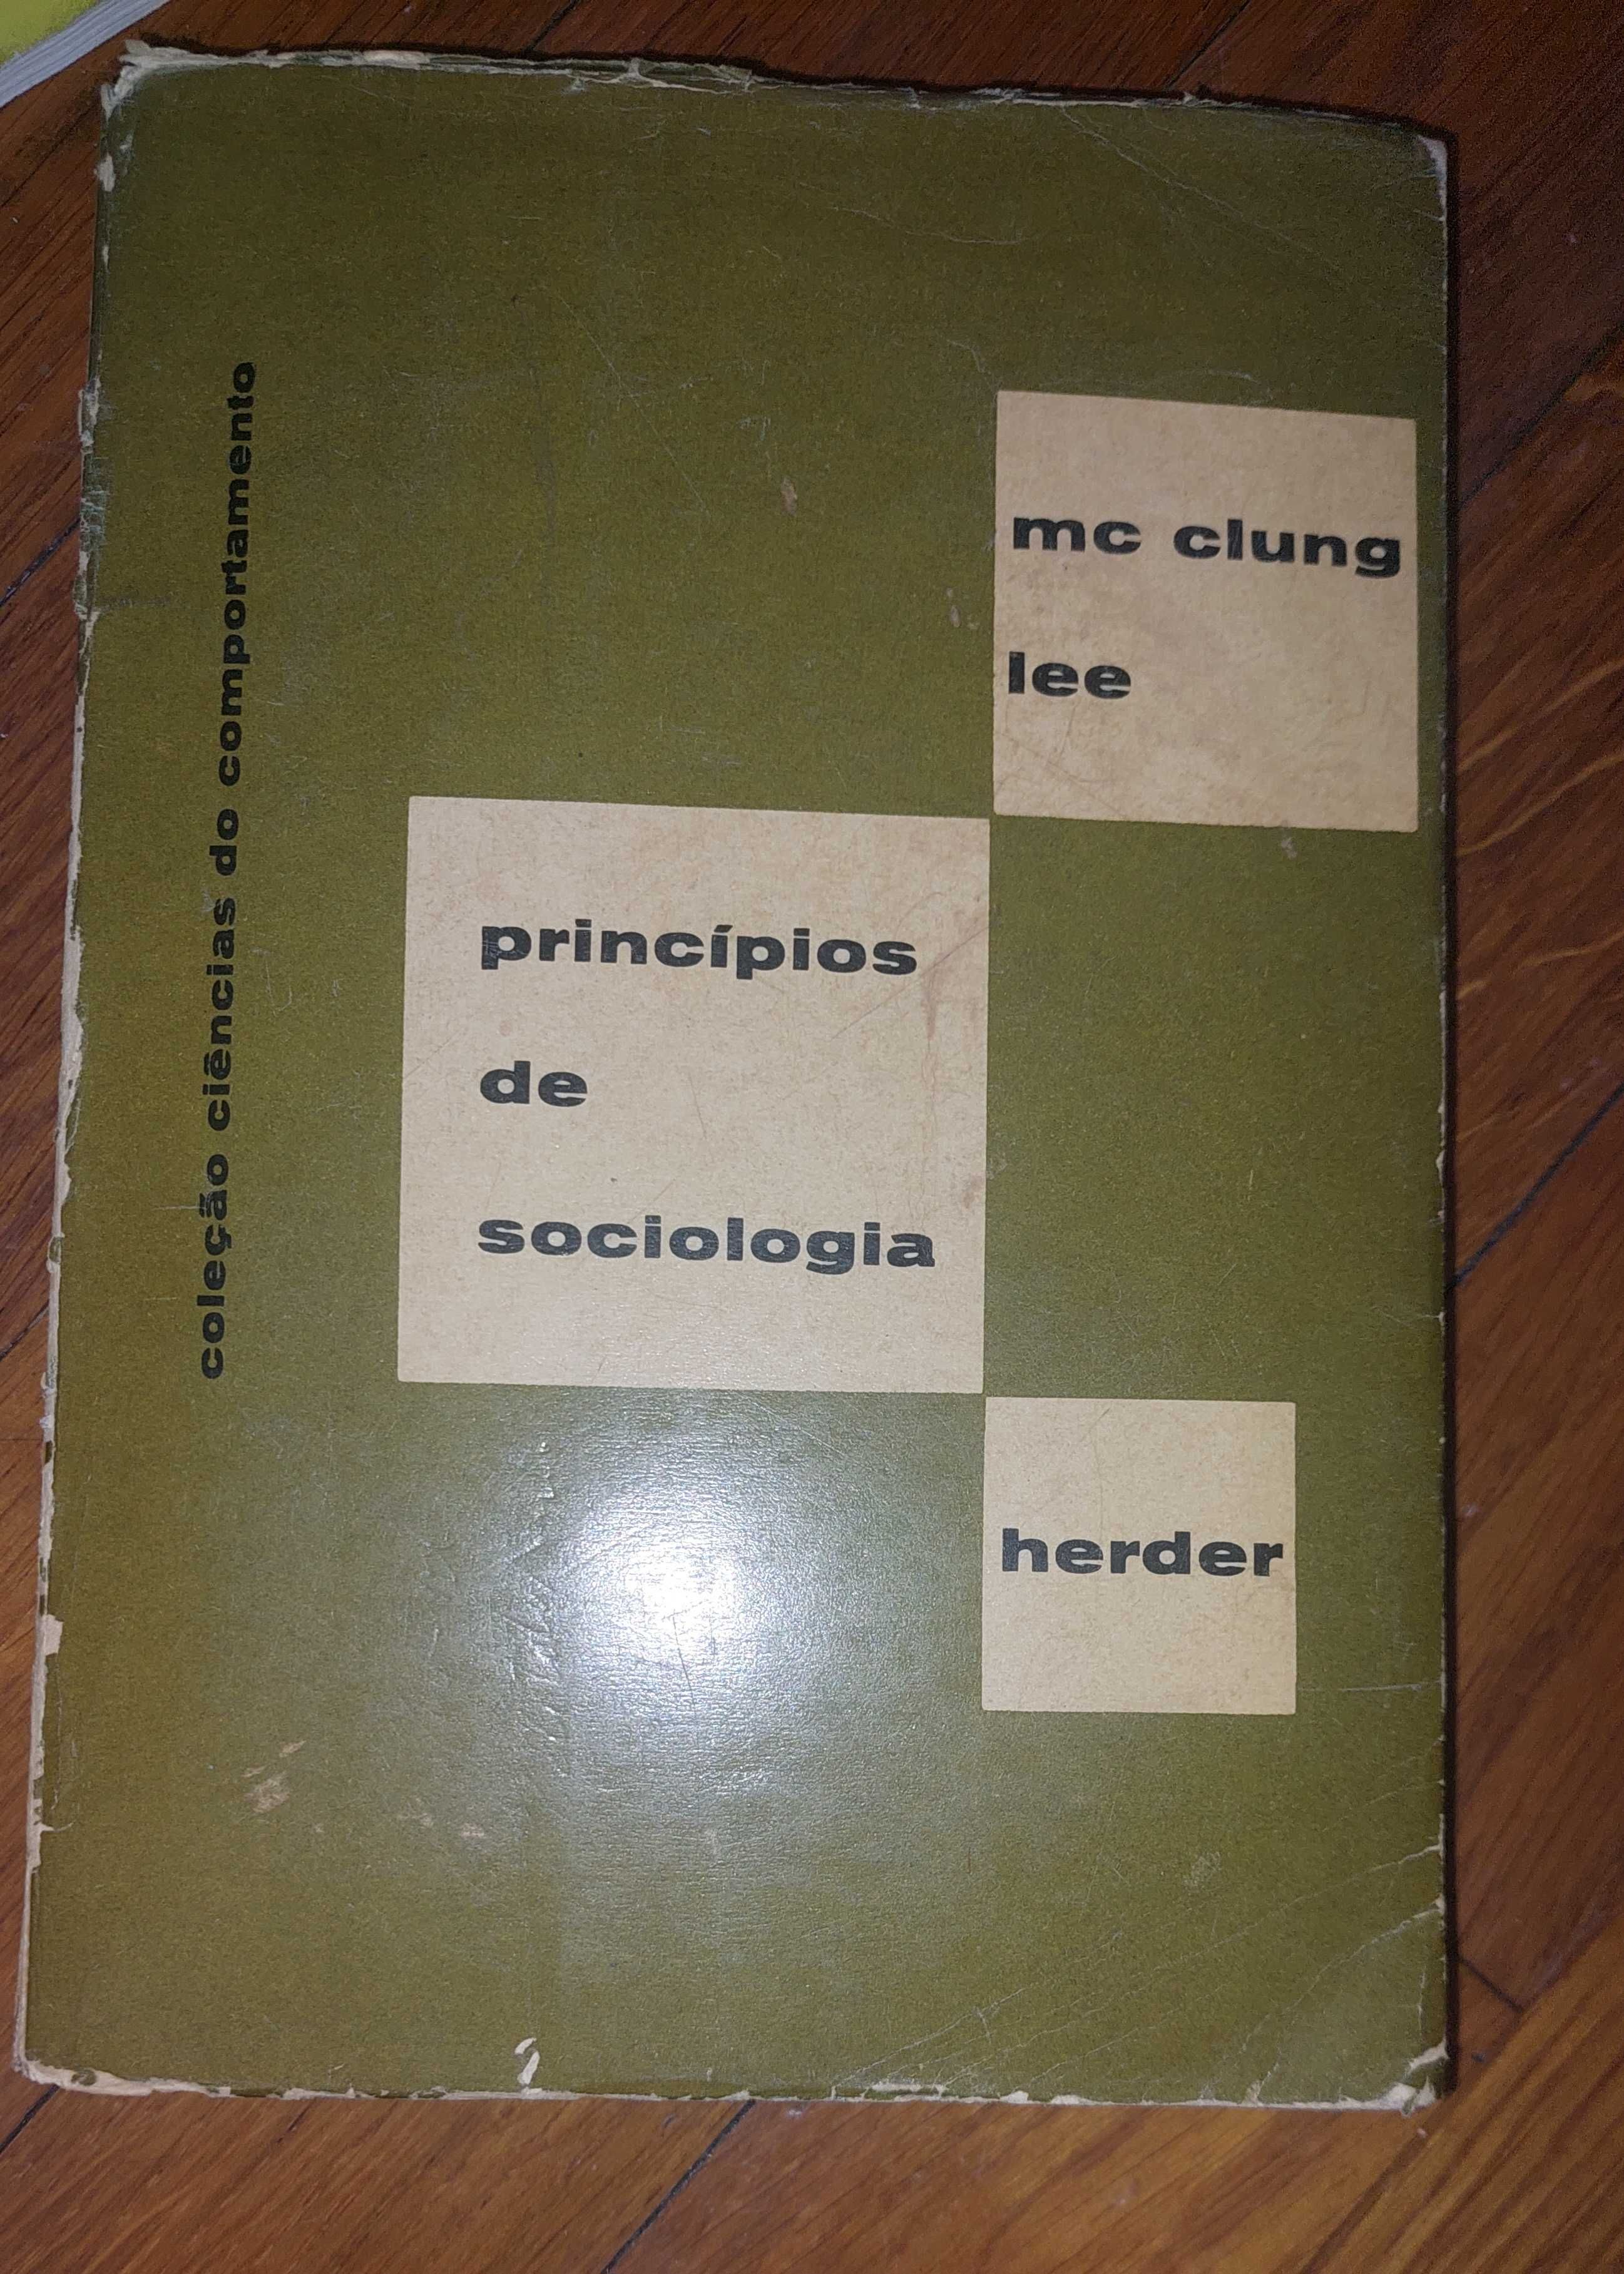 coleção ciências do comportamento
mc clung
lee
princípios
de
sociologia
herder